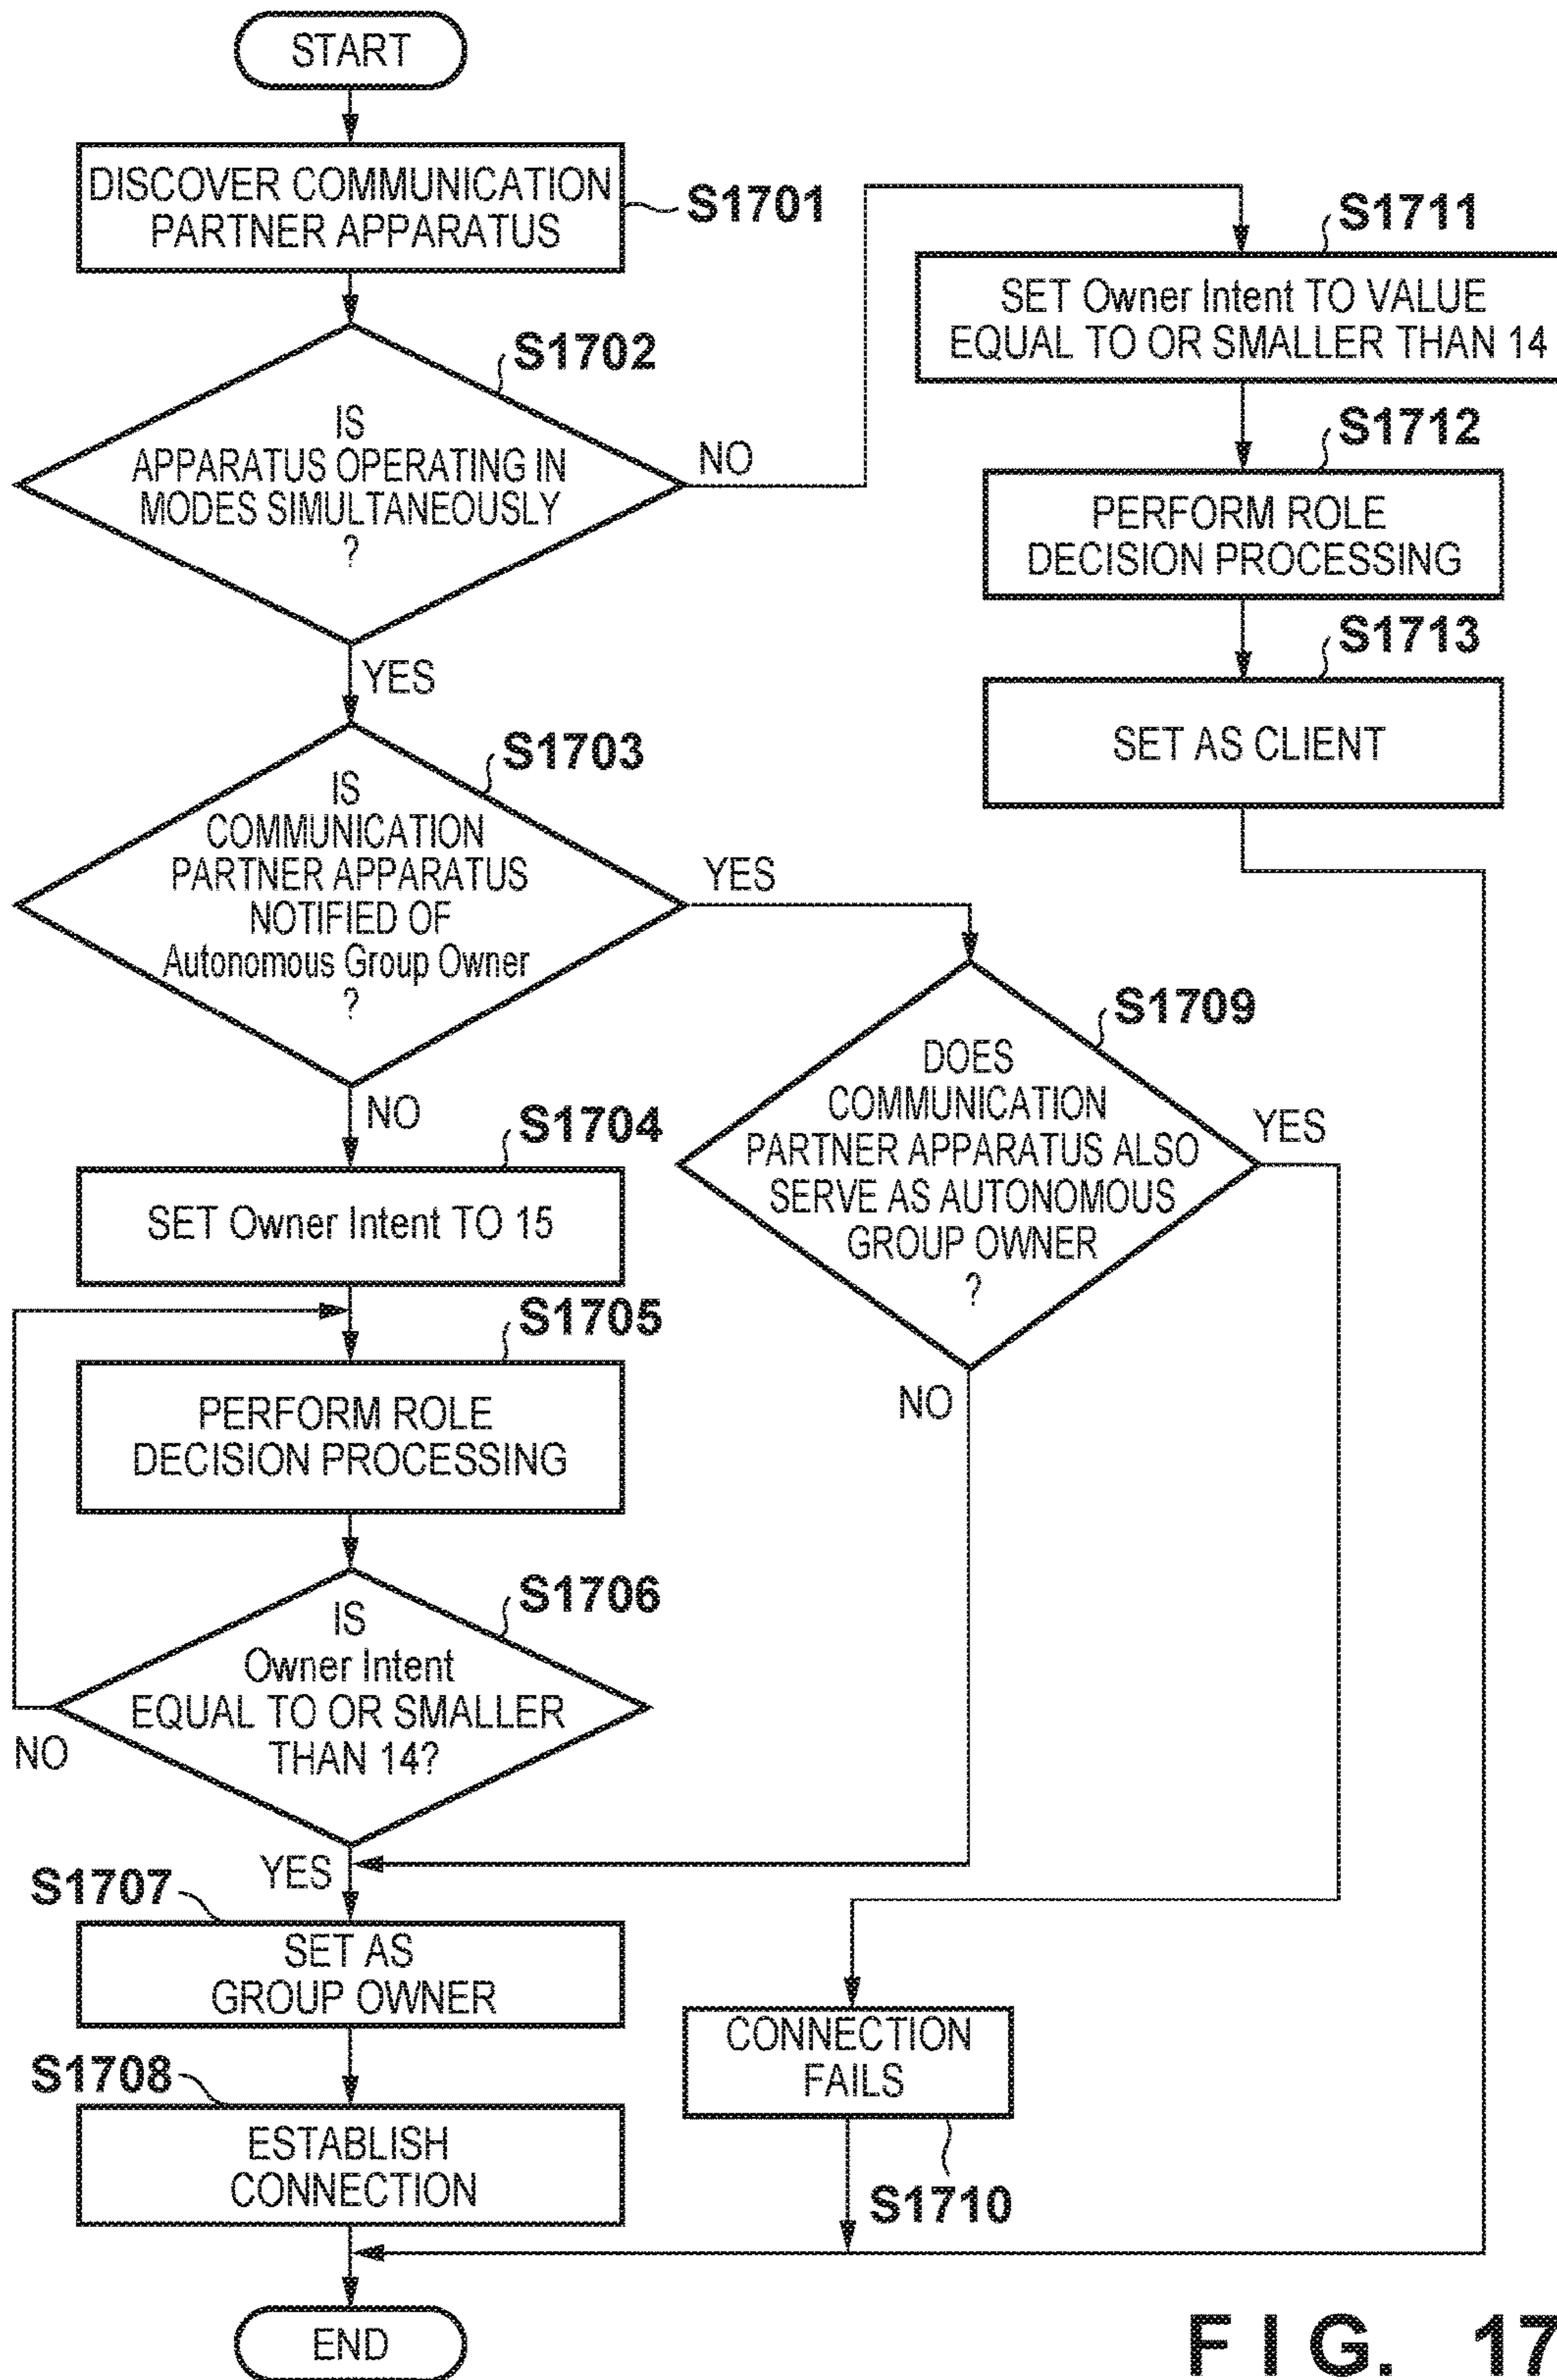 START
DISCOVER COMMUNICATION
PARTNER APPARATUS
S1701
S1702
IS
APPARATUS OPERATING IN
MODES SIMULTANEOUSLY
?
NO
YES
S1711
SET Owner Intent TO VALUE
EQUAL TO OR SMALLER THAN 14
S1712
PERFORM ROLE
DECISION PROCESSING
S1713
SET AS CLIENT
S1703
IS
COMMUNICATION
PARTNER APPARATUS
NOTIFIED OF
Autonomous Group Owner
?
YES
NO
S1709
DOES
COMMUNICATION
PARTNER APPARATUS ALSO
SERVE AS AUTONOMOUS
GROUP OWNER
?
YES
NO
S1704
SET Owner Intent TO 15
S1705
PERFORM ROLE
DECISION PROCESSING
S1706
IS
Owner Intent
EQUAL TO OR SMALLER
THAN 14?
NO
YES
S1707
SET AS
GROUP OWNER
S1708
ESTABLISH
CONNECTION
CONNECTION
FAILS
S1710
END
FIG. 17